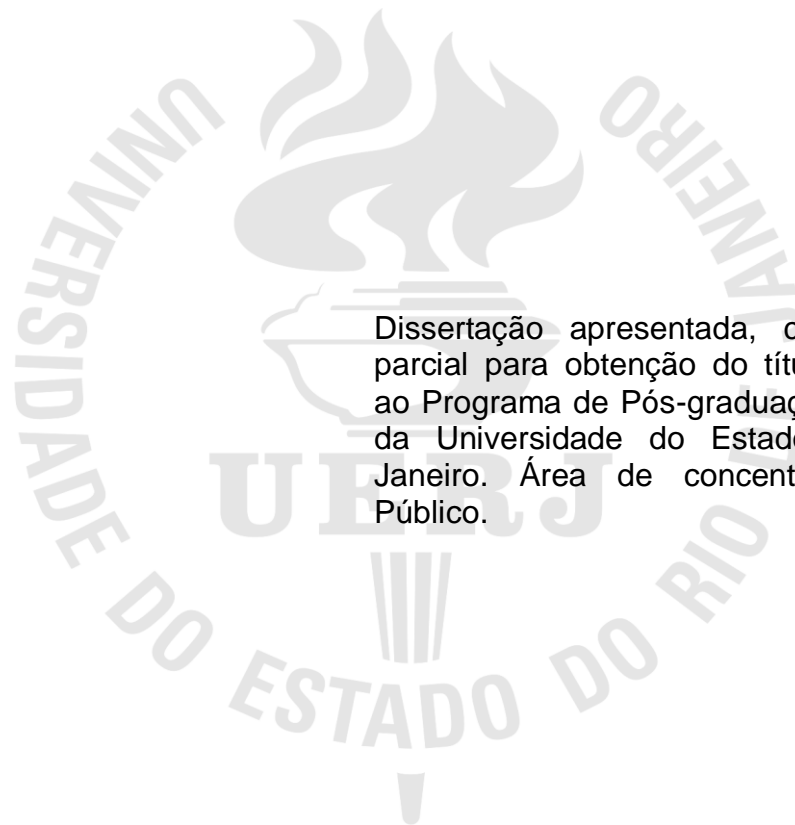 Dissertação apresentada,
parcial para obtenção do
ao Programa de
da Universidade do
Janeiro. Área de
Público.
UERJ
UNIVERSIDADE DO ESTADO DO RIO DE JANEIRO